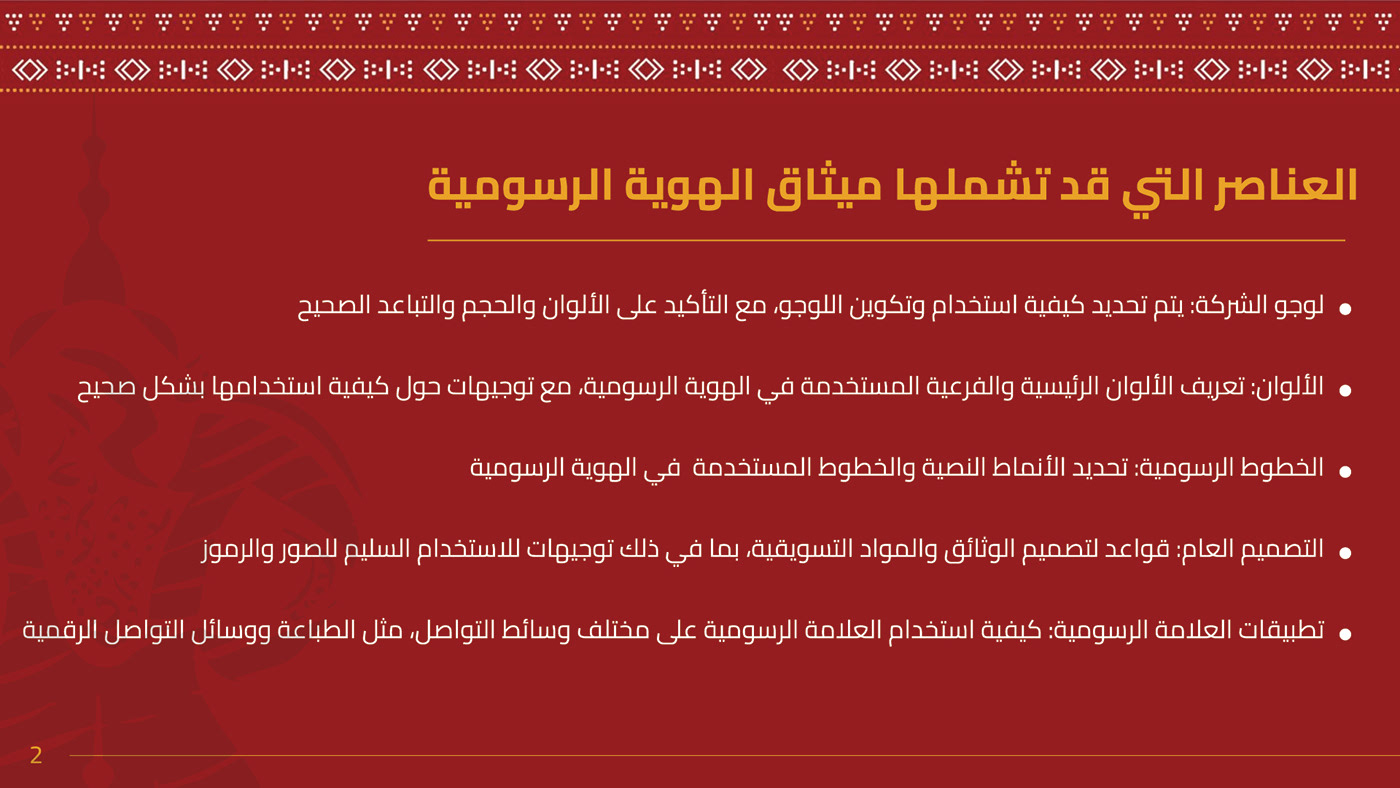 العناصر التي قد تشملها ميثاق الهوية الرسومية
● لوجو الشركة: يتم تحديد كيفية استخدام وتكوين اللوجو، مع التأكيد على الألوان والحجم والتباعد الصحيح
● الألوان: تعريف الألوان الرئيسية والفرعية المستخدمة في الهوية الرسومية، مع توجيهات حول كيفية استخدامها بشكل صحيح
● الخطوط الرسومية: تحديد الأنماط النصية والخطوط المستخدمة في الهوية الرسومية
● التصميم العام: قواعد لتصميم الوثائق والمواد التسويقية، بما في ذلك توجيهات للاستخدام السليم للصور والرموز
● تطبيقات العلامة الرسومية: كيفية استخدام العلامة الرسومية على مختلف وسائط التواصل، مثل الطباعة ووسائل التواصل الرقمية
2